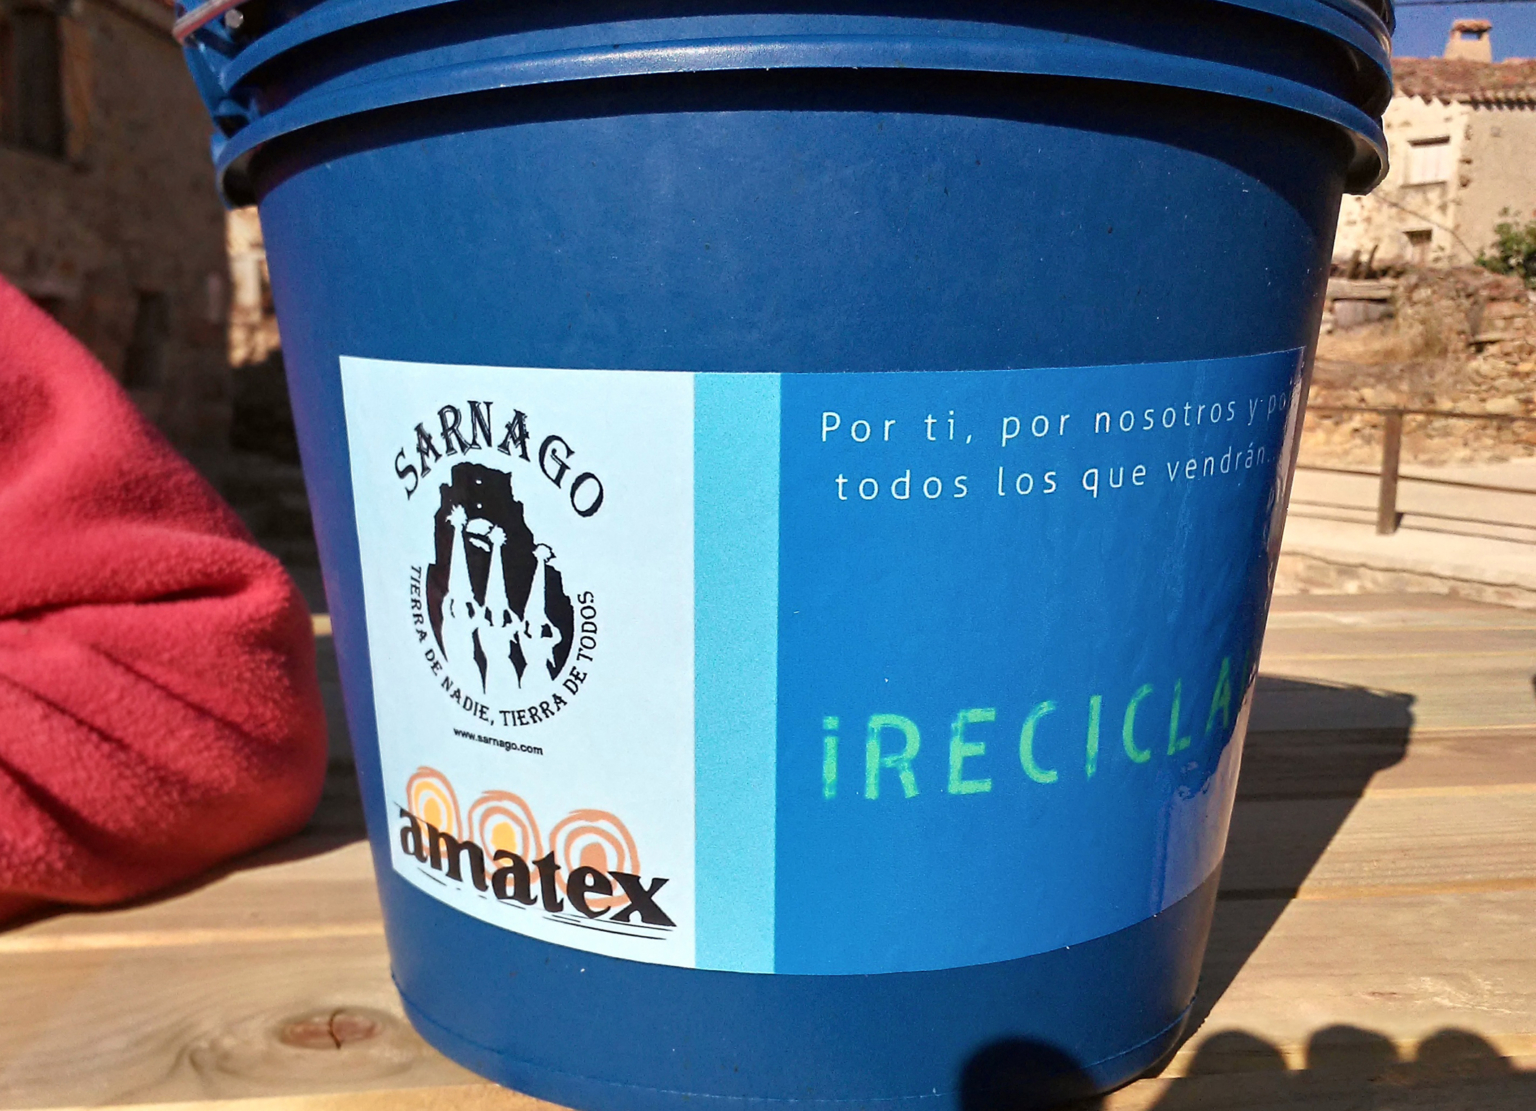 SARNAGO
TIERRA DE NADIE, TIERRA DE TODOS
www.sarnago.com
amatex
Por ti, por nosotros y
todos los que vendrán...
¡RECICLA